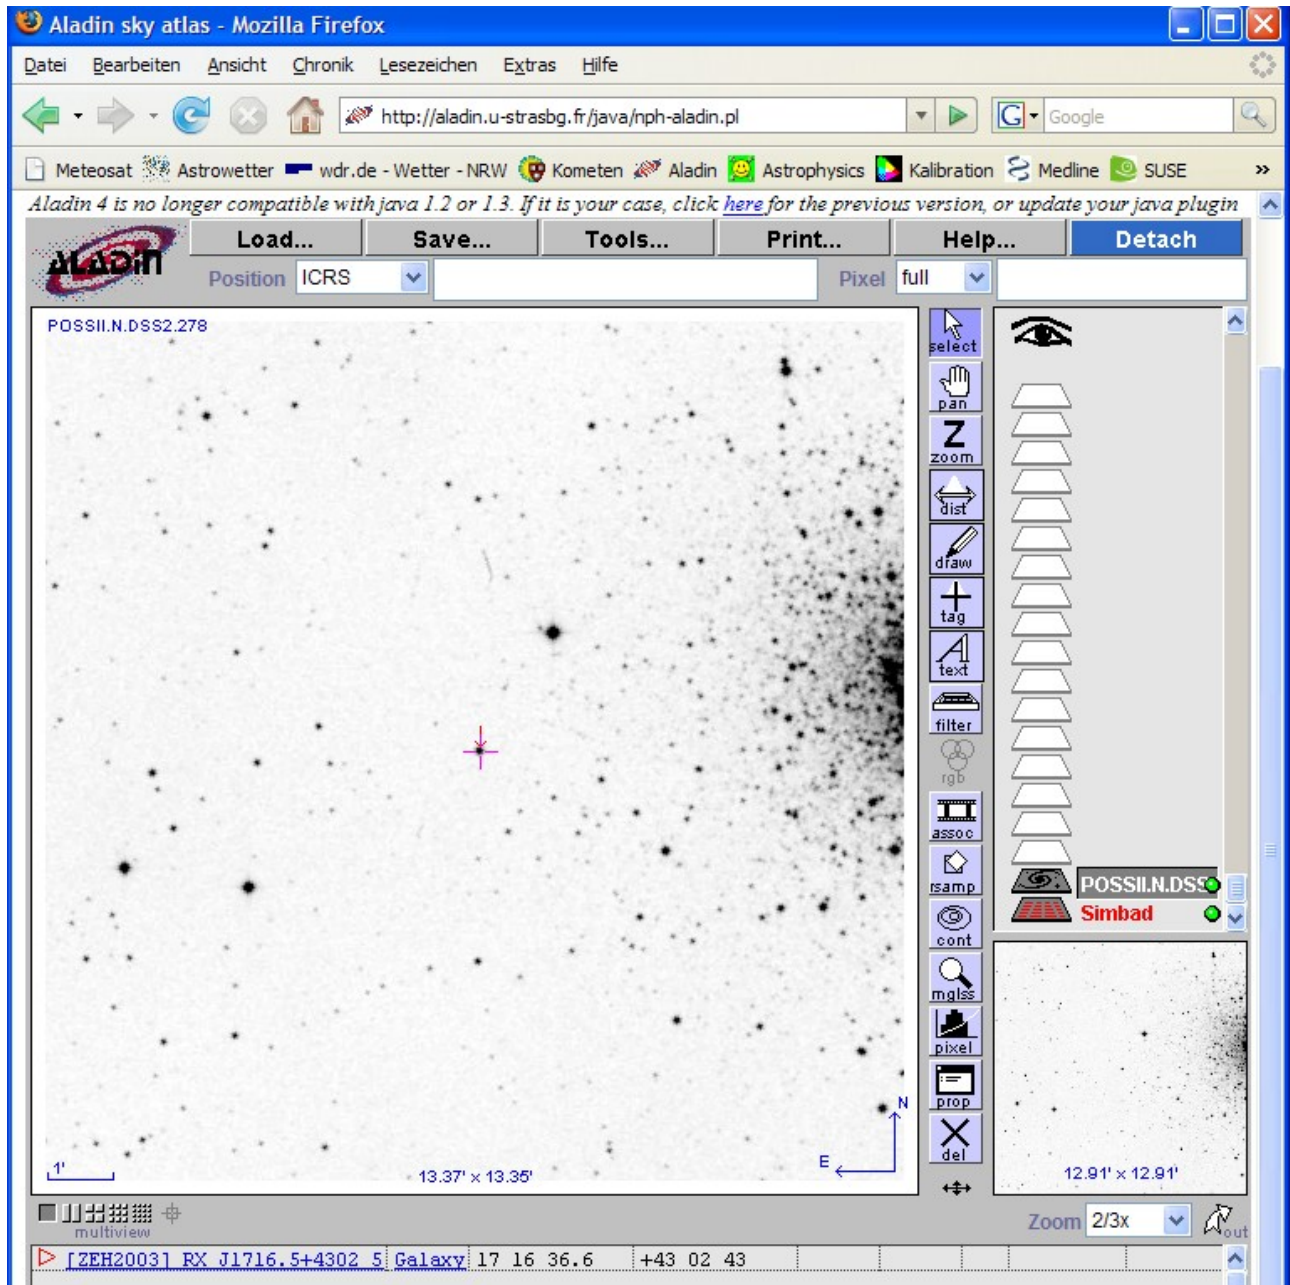 Aladin sky atlas - Mozilla Firefox
Datei Bearbeiten Ansicht Chronik Lesezeichen Extras Hilfe
http://aladin.u-strasbg.fr/java/nph-aladin.pl G Google
Meteosat Astrowetter wdr.de - Wetter - NRW Kometen Aladin Astrophysics Kalibration Medline SUSE »
Aladin 4 is no longer compatible with java 1.2 or 1.3. If it is your case, click here for the previous version, or update your java plugin
ALADIN Load... Save... Tools... Print... Help... Detach
Position ICRS Pixel full
POSSII.N.DSS2.278
select
pan
Z
zoom
dist
draw
tag
A
text
filter
rgb
assoc
rsamp
cont
mglss
pixel
prop
del
POSSII.N.DSS
Simbad
N
E
1'
13.37' x 13.35'
12.91' x 12.91'
multiview
Zoom 2/3x out
[ZEH2003] RX J1716.5+4302 5 Galaxy 17 16 36.6 +43 02 43